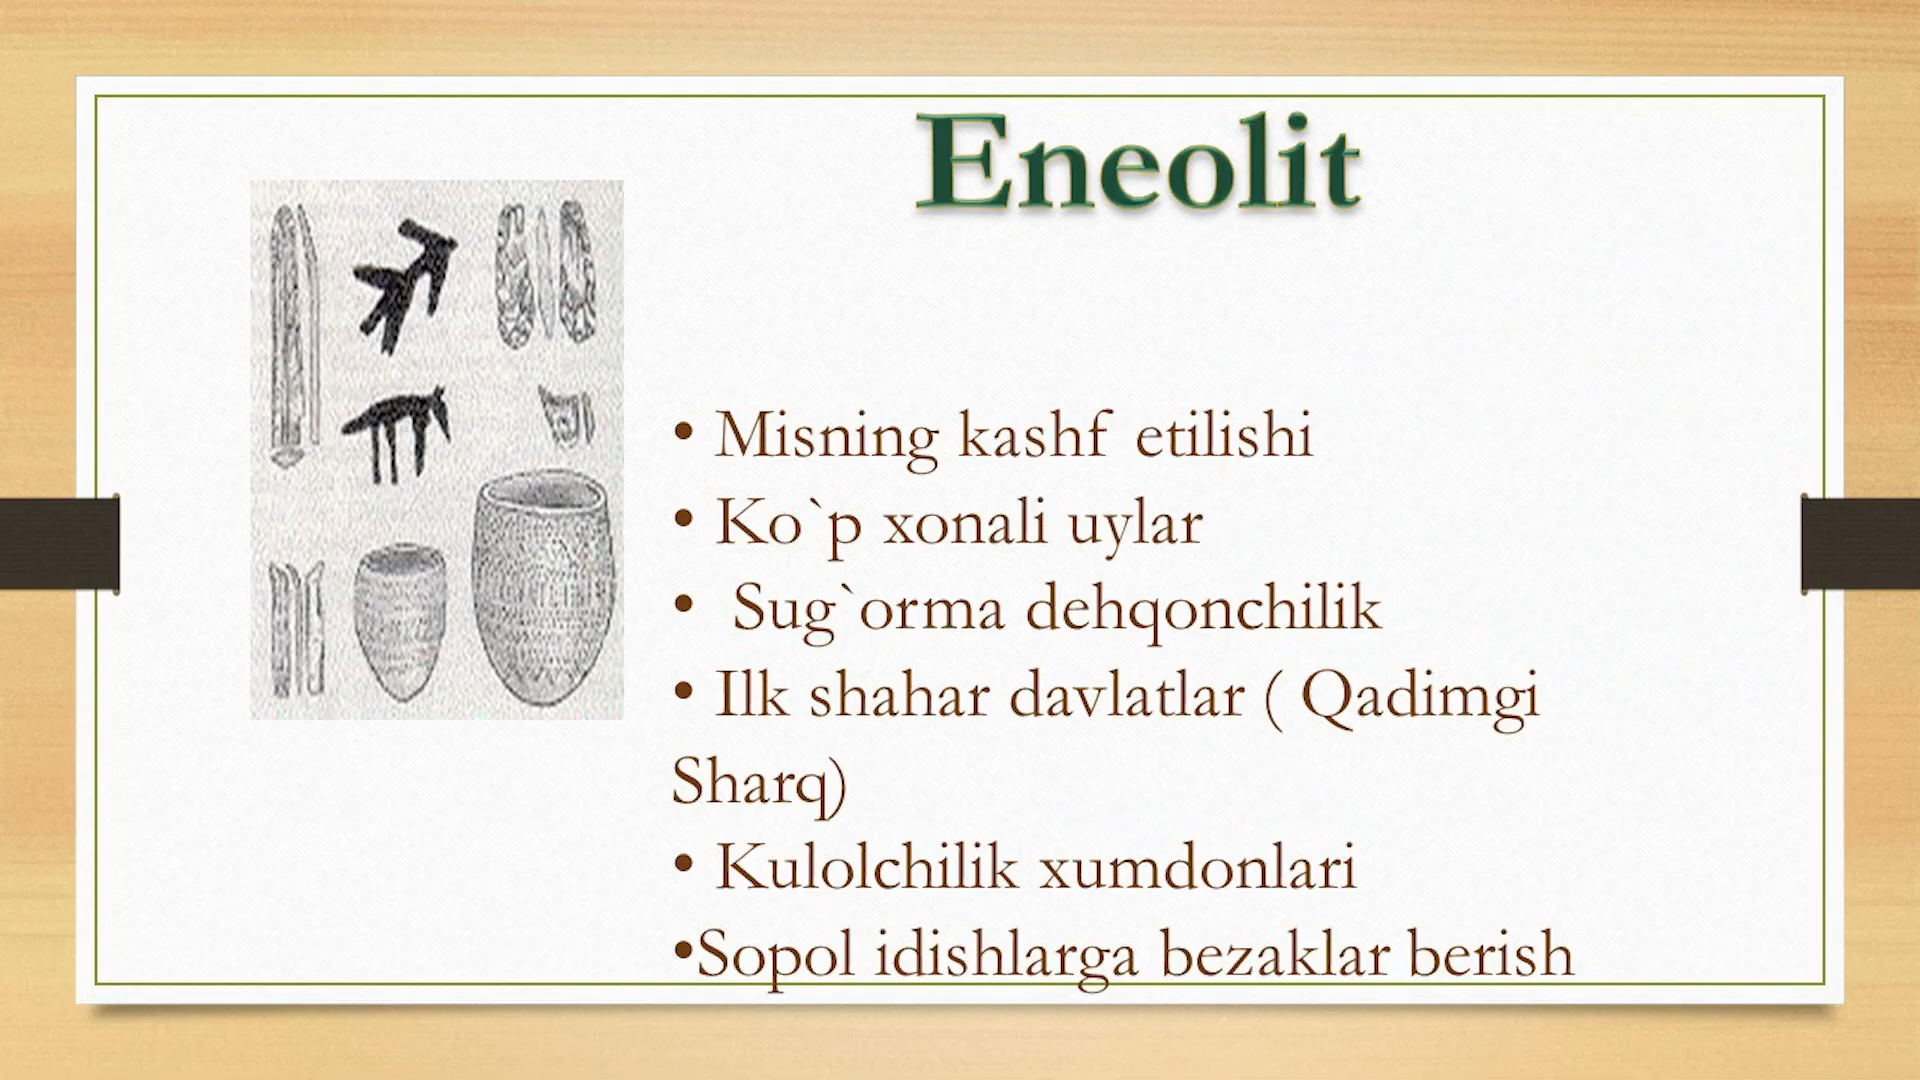 Eneolit
• Misning kashf etilishi
• Ko`p xonali uylar
• Sug`orma dehqonchilik
• Ilk shahar davlatlar ( Qadimgi
Sharq)
• Kulolchilik xumdonlari
•Sopol idishlarga bezaklar berish